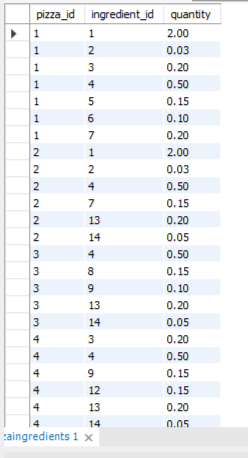 pizza_id ingredient_id quantity
1 1 2.00
1 2 0.03
1 3 0.20
1 4 0.50
1 5 0.15
1 6 0.10
1 7 0.20
2 1 2.00
2 2 0.03
2 4 0.50
2 7 0.15
2 13 0.20
2 14 0.05
3 4 0.50
3 8 0.15
3 9 0.10
3 13 0.20
3 14 0.05
4 3 0.20
4 4 0.50
4 9 0.15
4 12 0.15
4 13 0.20
4 14 0.05
zaingredients 1 ×